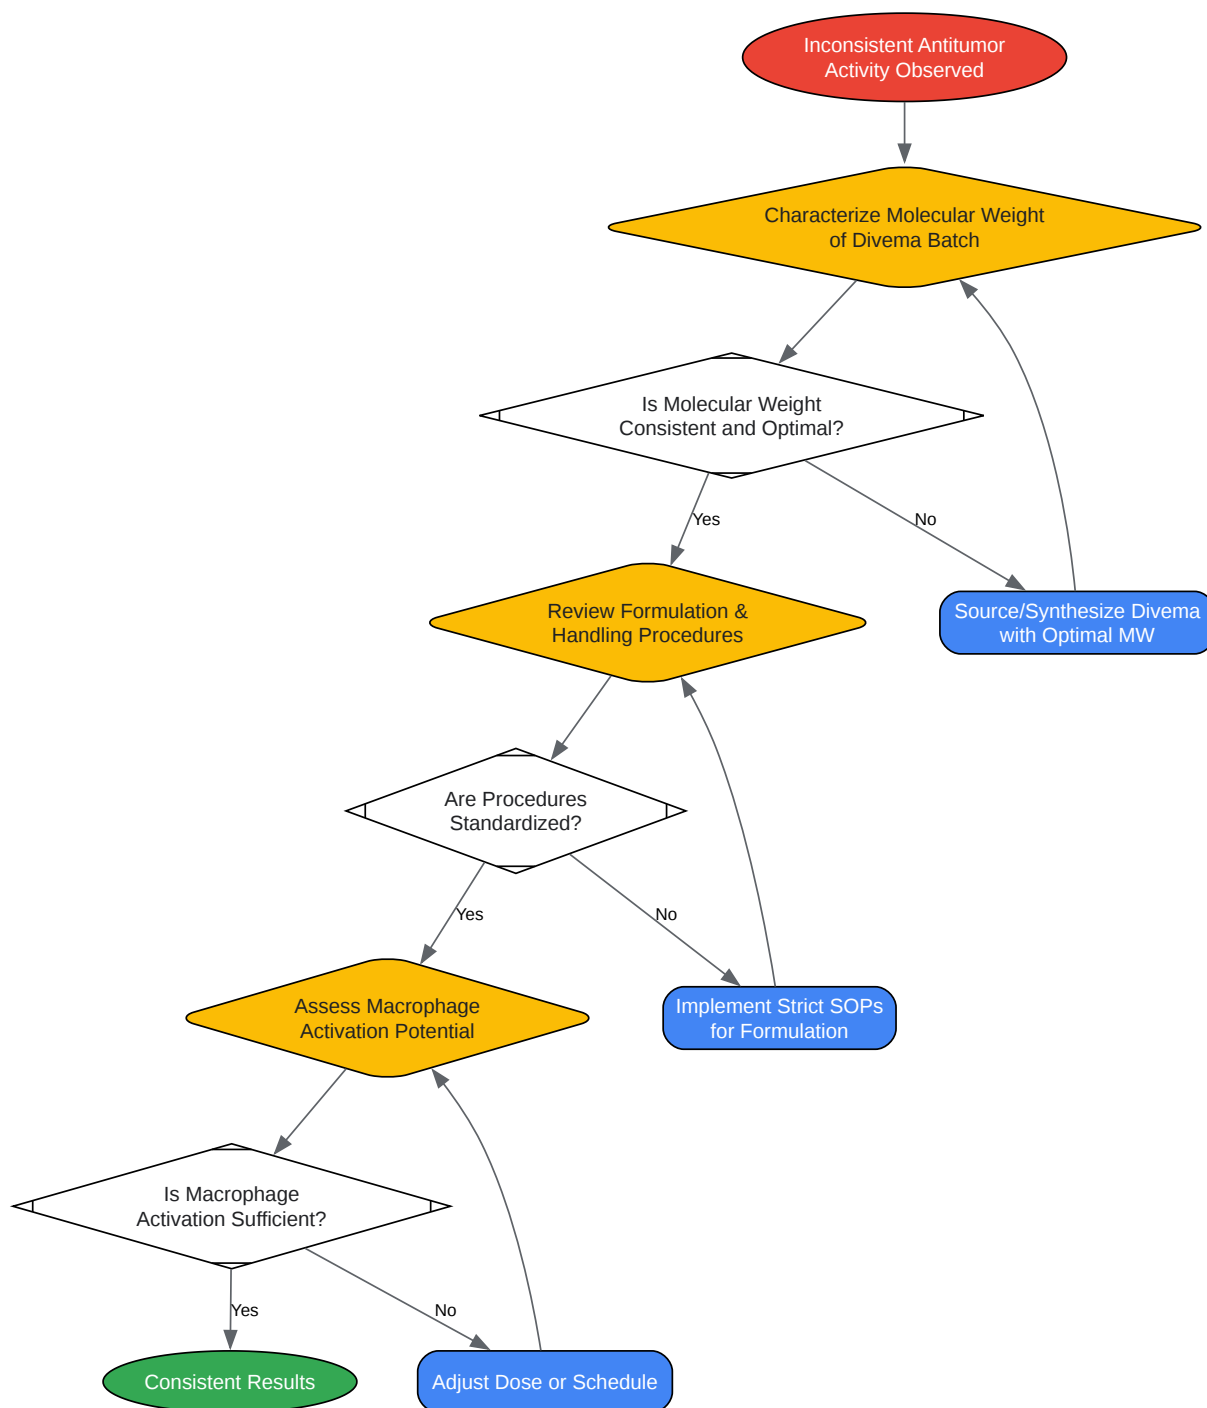 Inconsistent Antitumor
Activity Observed
Characterize Molecular Weight
of Divema Batch
Is Molecular Weight
Consistent and Optimal?
Yes
No
Review Formulation &
Handling Procedures
Source/Synthesize Divema
with Optimal MW
Are Procedures
Standardized?
Yes
No
Assess Macrophage
Activation Potential
Implement Strict SOPs
for Formulation
Is Macrophage
Activation Sufficient?
Yes
No
Consistent Results
Adjust Dose or Schedule